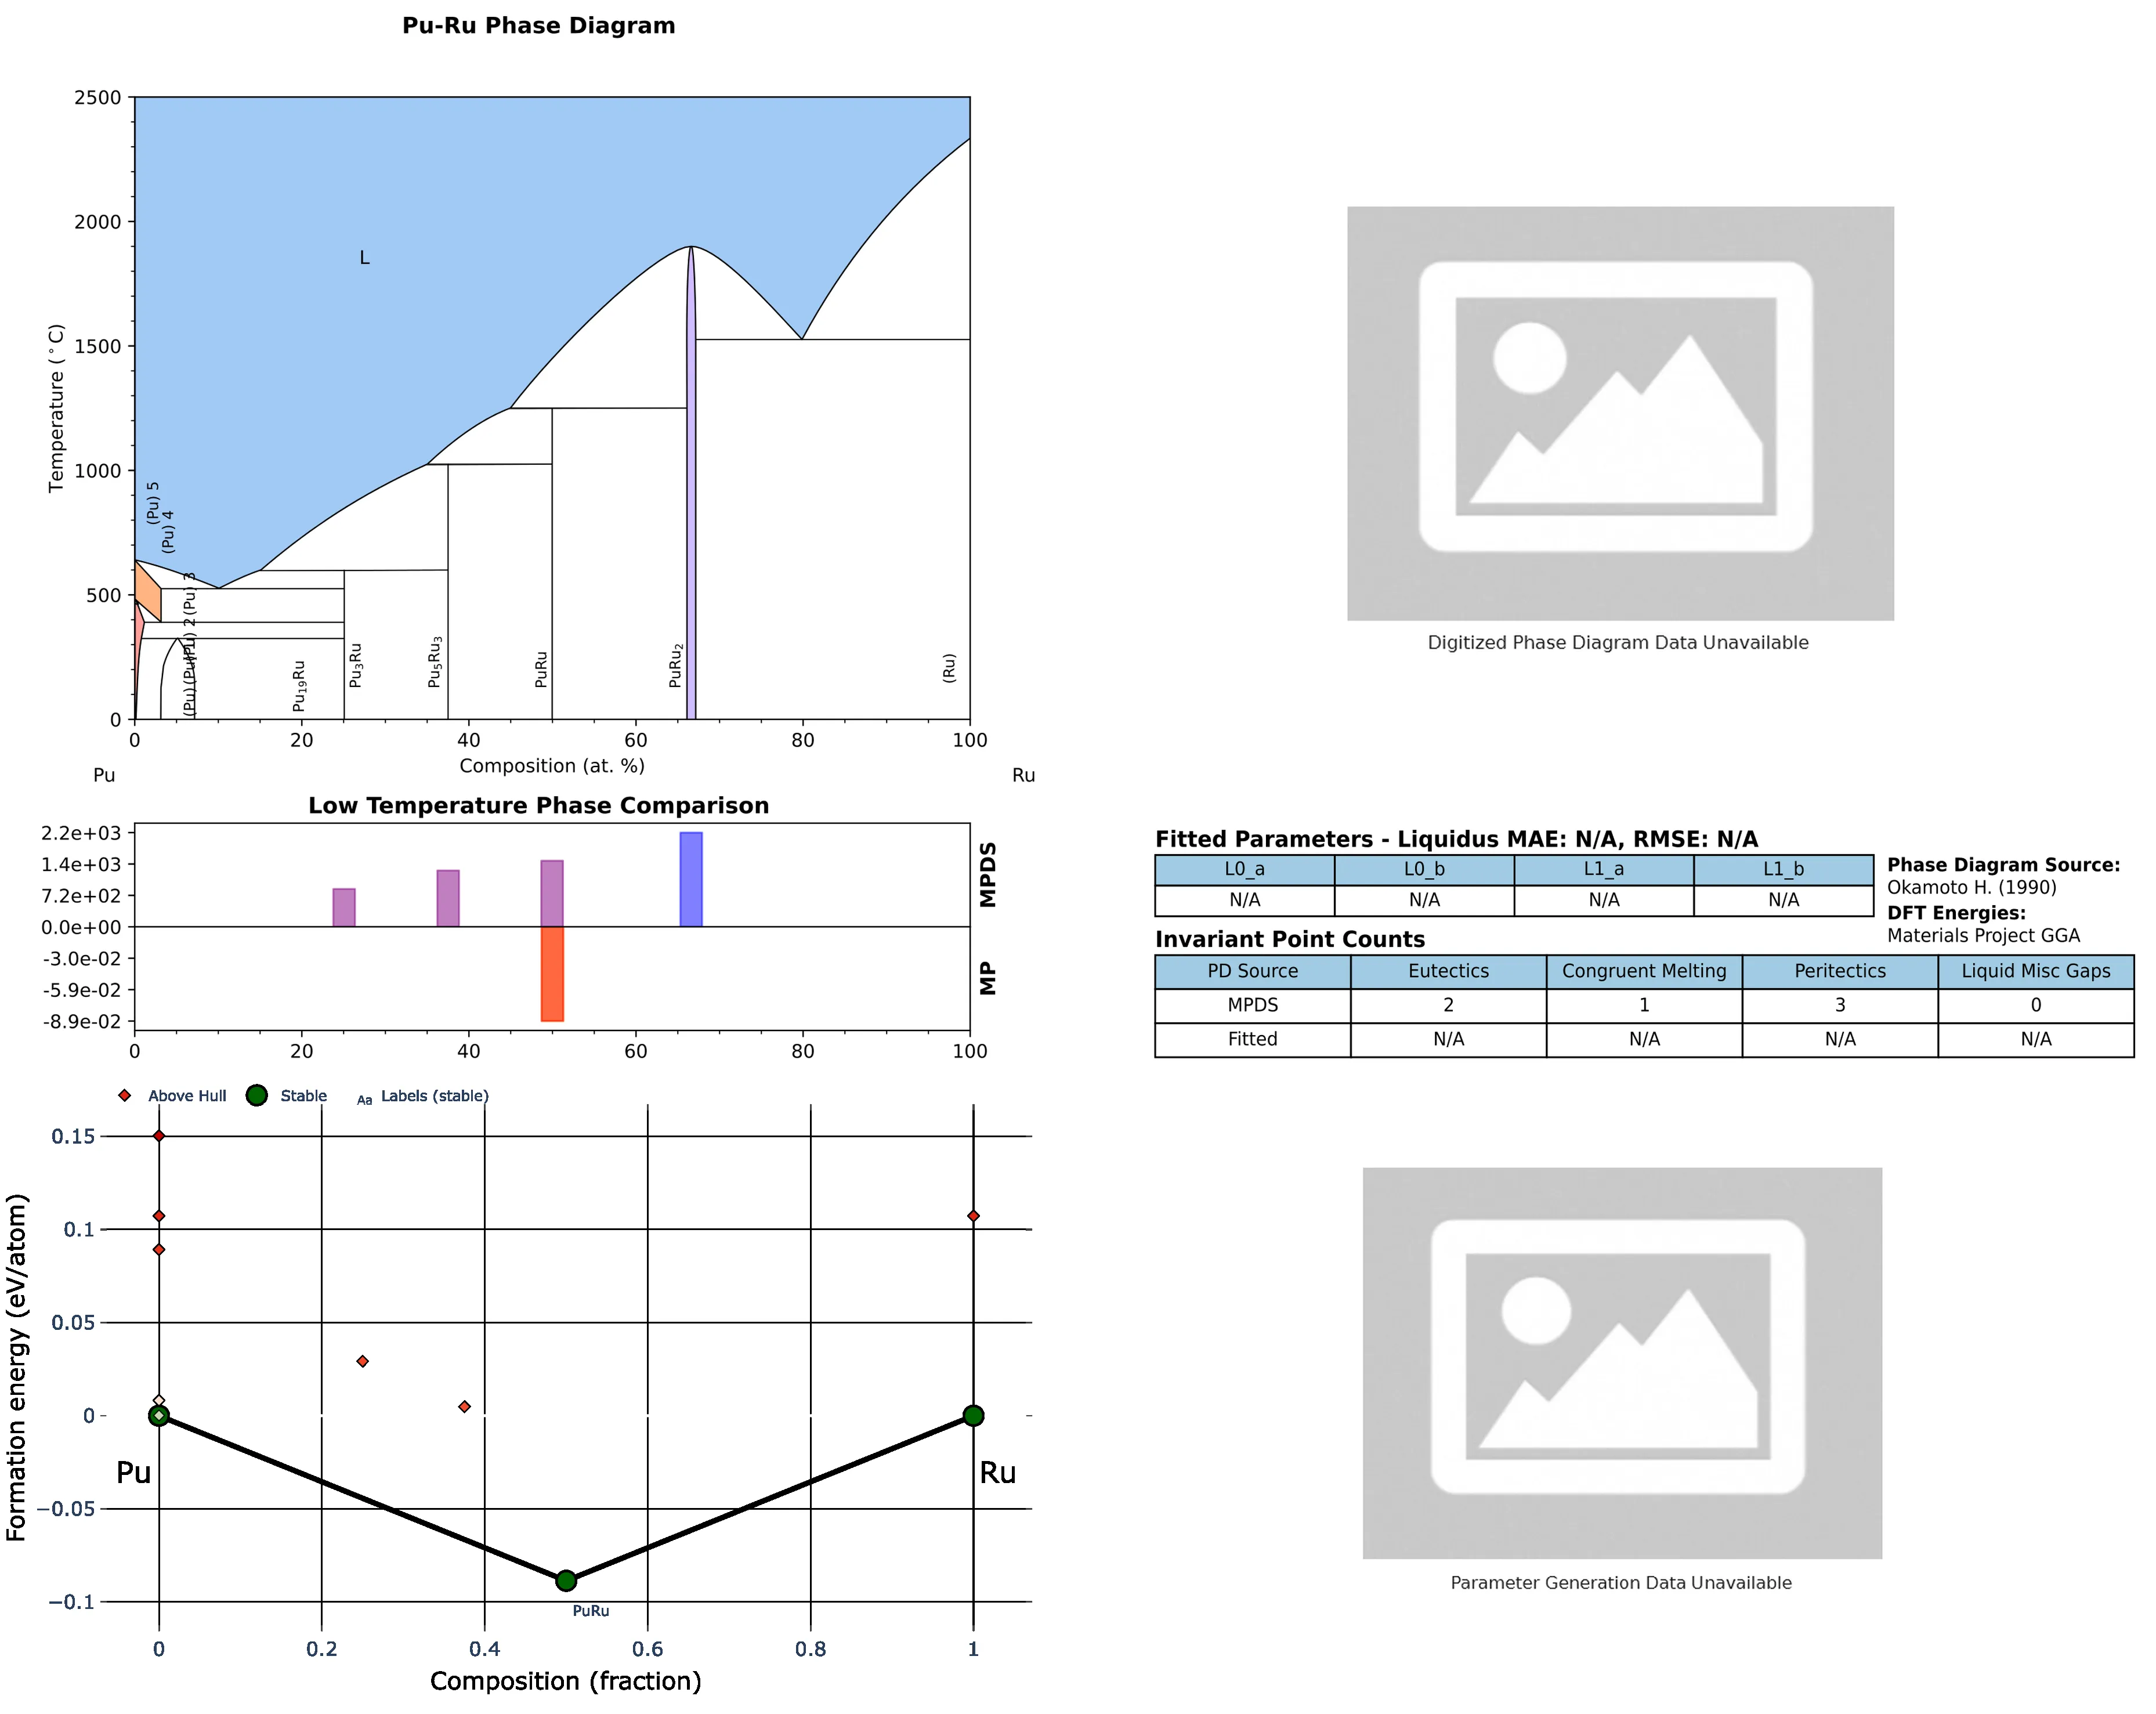 Pu-Ru Phase Diagram
2500
2000
1500
1000
500
0
Temperature (°C)
L
(Pu) 5
(Pu) 4
(Pu) 3
(Pu)
Pu₁₉Ru
Pu₃Ru
Pu₅Ru₃
PuRu
PuRu₂
(Ru)
0 20 40 60 80 100
Composition (at. %)
Pu
Ru
Low Temperature Phase Comparison
2.2e+03
1.4e+03
7.2e+02
0.0e+00
-3.0e-02
-5.9e-02
-8.9e-02
MPDS
MP
0 20 40 60 80 100
Above Hull Stable Aa Labels (stable)
0.15
0.1
0.05
0
−0.05
−0.1
Formation energy (eV/atom)
Pu
Ru
PuRu
0 0.2 0.4 0.6 0.8 1
Composition (fraction)
Digitized Phase Diagram Data Unavailable
Fitted Parameters - Liquidus MAE: N/A, RMSE: N/A
L0_a L0_b L1_a L1_b
N/A N/A N/A N/A
Phase Diagram Source:
Okamoto H. (1990)
DFT Energies:
Materials Project GGA
Invariant Point Counts
PD Source Eutectics Congruent Melting Peritectics Liquid Misc Gaps
MPDS 2 1 3 0
Fitted N/A N/A N/A N/A
Parameter Generation Data Unavailable